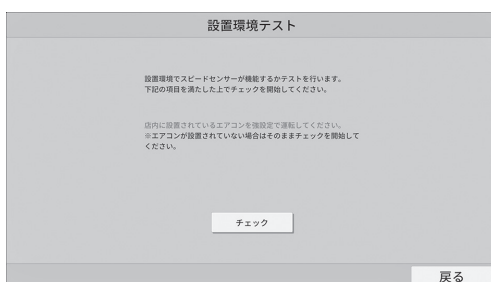 設置環境テスト
設置環境でスピードセンサーが機能するかテストを行います。
下記の項目を満たした上でチェックを開始してください。
店内に設置されているエアコンを強設定で運転してください。
※エアコンが設置されていない場合はそのままチェックを開始して
ください。
チェック
戻る